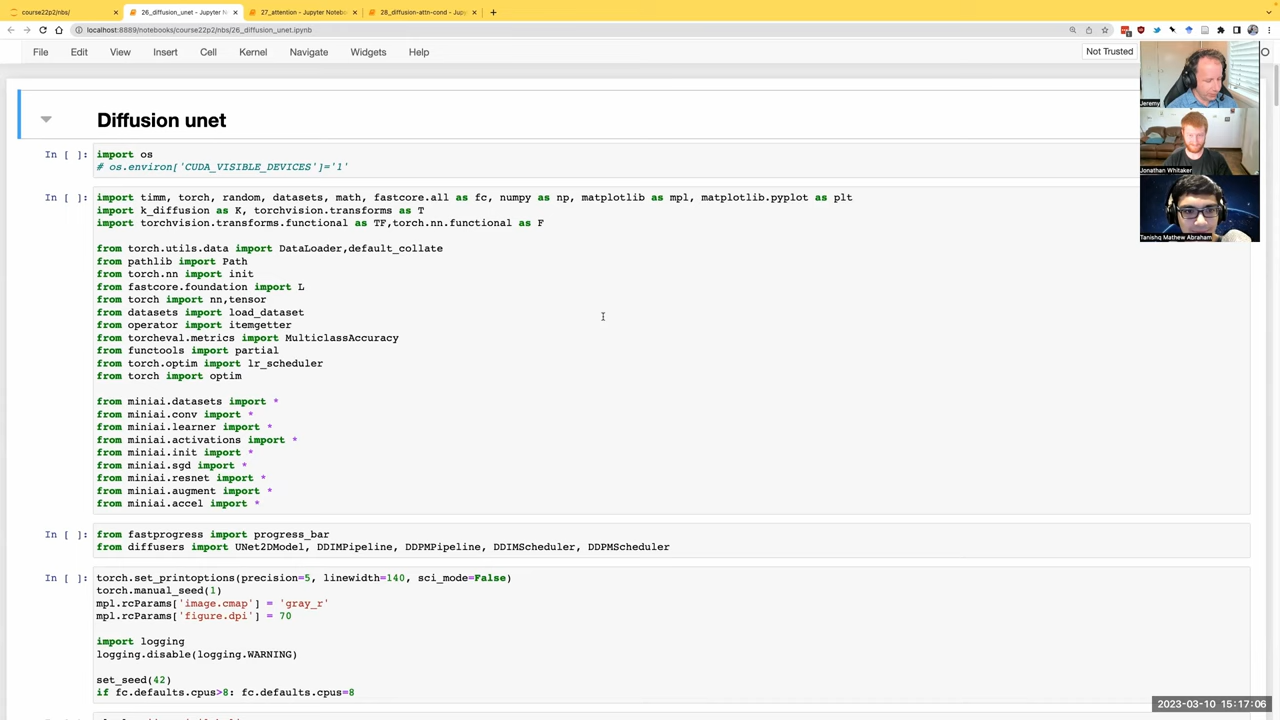 course22p2/nbs/
26_diffusion_unet - Jupyter N
27_attention - Jupyter Noteb
28_diffusion-attn-cond - Jupy
localhost:8889/notebooks/course22p2/nbs/26_diffusion_unet.ipynb
File Edit View Insert Cell Kernel Navigate Widgets Help
Not Trusted
Jeremy
Jonathan Whitaker
Tanishq Mathew Abraham
Diffusion unet
In [ ]: import os
# os.environ['CUDA_VISIBLE_DEVICES']='1'
In [ ]: import timm, torch, random, datasets, math, fastcore.all as fc, numpy as np, matplotlib as mpl, matplotlib.pyplot as plt
import k_diffusion as K, torchvision.transforms as T
import torchvision.transforms.functional as TF,torch.nn.functional as F
from torch.utils.data import DataLoader,default_collate
from pathlib import Path
from torch.nn import init
from fastcore.foundation import L
from torch import nn,tensor
from datasets import load_dataset
from operator import itemgetter
from torcheval.metrics import MulticlassAccuracy
from functools import partial
from torch.optim import lr_scheduler
from torch import optim
from miniai.datasets import *
from miniai.conv import *
from miniai.learner import *
from miniai.activations import *
from miniai.init import *
from miniai.sgd import *
from miniai.resnet import *
from miniai.augment import *
from miniai.accel import *
In [ ]: from fastprogress import progress_bar
from diffusers import UNet2DModel, DDIMPipeline, DDPMPipeline, DDIMScheduler, DDPMScheduler
In [ ]: torch.set_printoptions(precision=5, linewidth=140, sci_mode=False)
torch.manual_seed(1)
mpl.rcParams['image.cmap'] = 'gray_r'
mpl.rcParams['figure.dpi'] = 70
import logging
logging.disable(logging.WARNING)
set_seed(42)
if fc.defaults.cpus>8: fc.defaults.cpus=8
2023-03-10 15:17:06